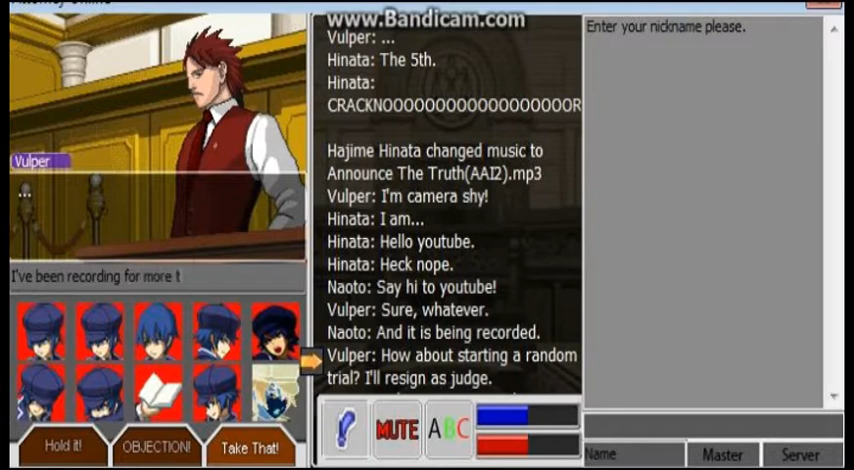 Attorney Online
www.Bandicam.com
Vulper: ...
Hinata: The 5th.
Hinata:
CRACKNOOOOOOOOOOOOOOOOOOR
Hajime Hinata changed music to
Announce The Truth(AAI2).mp3
Vulper: I'm camera shy!
Hinata: I am...
Hinata: Hello youtube.
Hinata: Heck nope.
Naoto: Say hi to youtube!
Vulper: Sure, whatever.
Naoto: And it is being recorded.
Vulper: How about starting a random
trial? I'll resign as judge.
Enter your nickname please.
Vulper
I've been recording for more t
Hold it!
OBJECTION!
Take That!
MUTE
ABC
Name
Master
Server